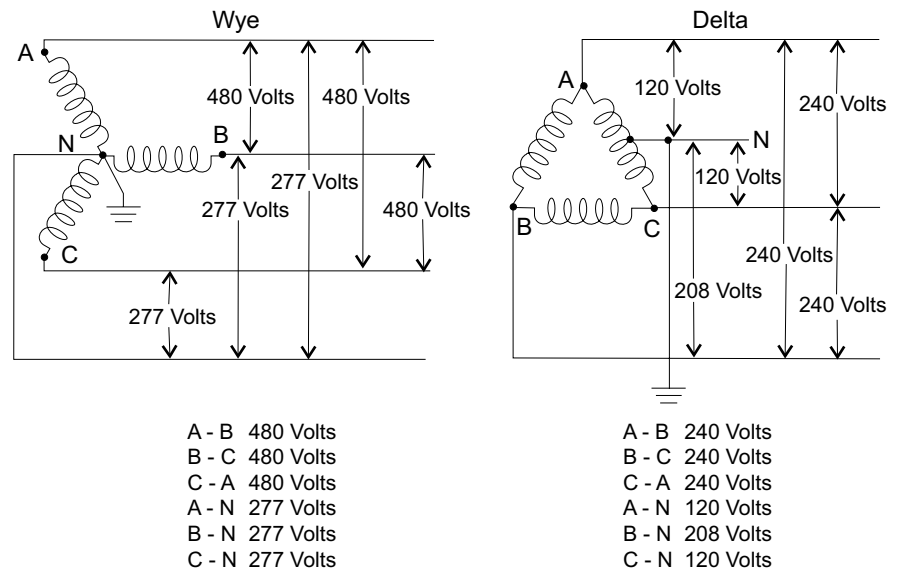 Wye
A
480 Volts
480 Volts
N
B
277 Volts
277 Volts
480 Volts
C
277 Volts
A - B 480 Volts
B - C 480 Volts
C - A 480 Volts
A - N 277 Volts
B - N 277 Volts
C - N 277 Volts
Delta
A
120 Volts
240 Volts
N
120 Volts
B
C
240 Volts
208 Volts
240 Volts
A - B 240 Volts
B - C 240 Volts
C - A 240 Volts
A - N 120 Volts
B - N 208 Volts
C - N 120 Volts